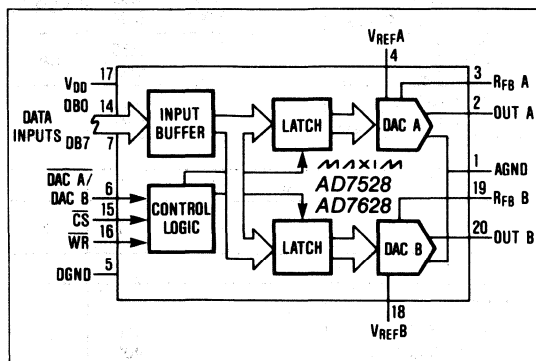 VREFA
4
17
VDD
3
RFB A
DB0
14
2
OUT A
DATA
INPUTS
INPUT
BUFFER
LATCH
DAC A
DB7
7
MAXIM
AD7528
AD7628
1
AGND
DAC A/
DAC B
6
CS
15
WR
16
CONTROL
LOGIC
19
RFB B
LATCH
DAC B
20
OUT B
DGND
5
18
VREFB